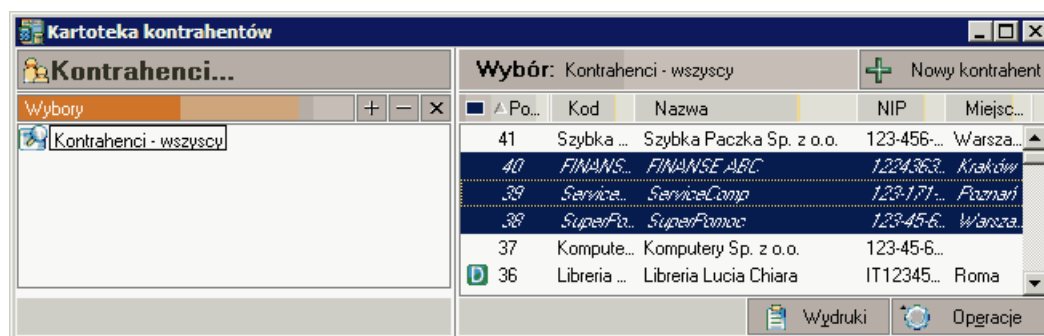 Kartoteka kontrahentów
Kontrahenci...
Wybory
Kontrahenci - wszyscy
Wybór: Kontrahenci - wszyscy Nowy kontrahent
Po... Kod Nazwa NIP Miejsc...
41 Szybka ... Szybka Paczka Sp. z o.o. 123-456-... Warsza...
40 FINANS... FINANSE ABC 1224363... Kraków
39 Service... ServiceComp 123-171-... Poznań
38 SuperPo... SuperPomoc 123-45-6... Warsza...
37 Kompute... Komputery Sp. z o.o. 123-45-6...
D 36 Libreria ... Libreria Lucia Chiara IT12345... Roma
Wydruki Operacje